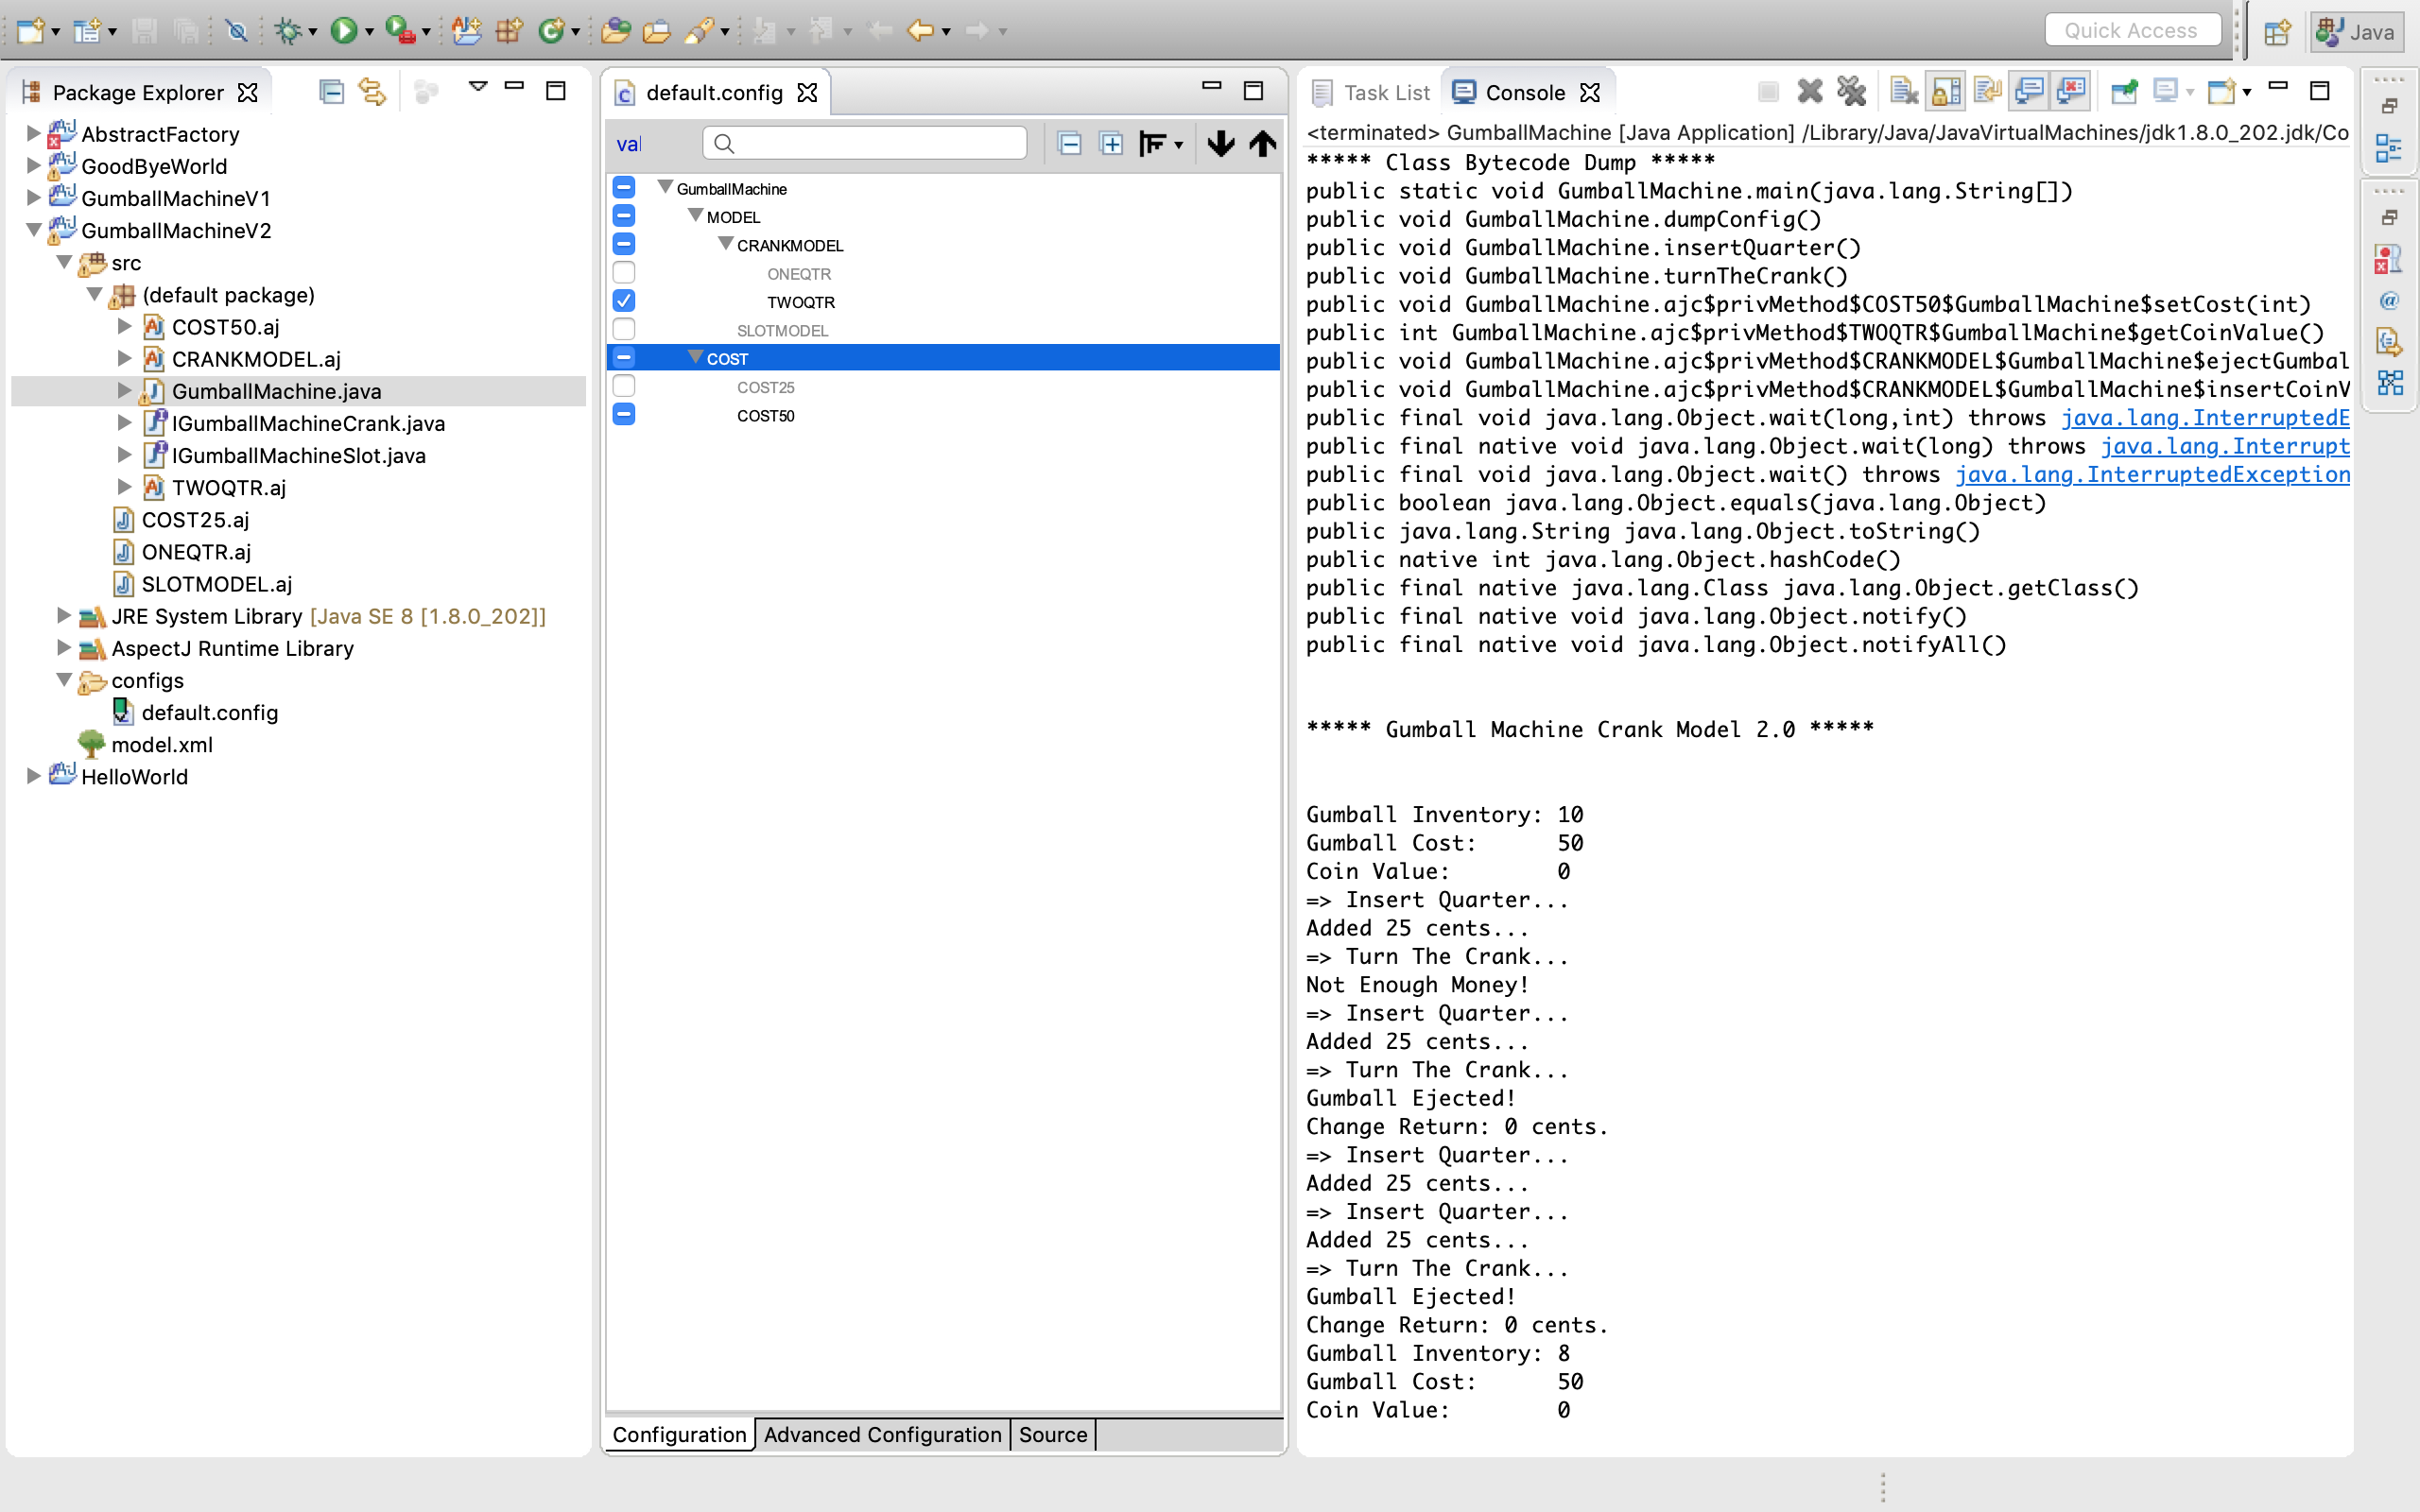 Quick Access
Java
Package Explorer
AbstractFactory
GoodByeWorld
GumballMachineV1
GumballMachineV2
src
(default package)
COST50.aj
CRANKMODEL.aj
GumballMachine.java
IGumballMachineCrank.java
IGumballMachineSlot.java
TWOQTR.aj
COST25.aj
ONEQTR.aj
SLOTMODEL.aj
JRE System Library [Java SE 8 [1.8.0_202]]
AspectJ Runtime Library
configs
default.config
model.xml
HelloWorld
default.config
val
GumballMachine
MODEL
CRANKMODEL
ONEQTR
TWOQTR
SLOTMODEL
COST
COST25
COST50
Configuration
Advanced Configuration
Source
Task List
Console
<terminated> GumballMachine [Java Application] /Library/Java/JavaVirtualMachines/jdk1.8.0_202.jdk/Co
***** Class Bytecode Dump *****
public static void GumballMachine.main(java.lang.String[])
public void GumballMachine.dumpConfig()
public void GumballMachine.insertQuarter()
public void GumballMachine.turnTheCrank()
public void GumballMachine.ajc$privMethod$COST50$GumballMachine$setCost(int)
public int GumballMachine.ajc$privMethod$TWOQTR$GumballMachine$getCoinValue()
public void GumballMachine.ajc$privMethod$CRANKMODEL$GumballMachine$ejectGumbal
public void GumballMachine.ajc$privMethod$CRANKMODEL$GumballMachine$insertCoinV
public final void java.lang.Object.wait(long,int) throws java.lang.InterruptedE
public final native void java.lang.Object.wait(long) throws java.lang.Interrupt
public final void java.lang.Object.wait() throws java.lang.InterruptedException
public boolean java.lang.Object.equals(java.lang.Object)
public java.lang.String java.lang.Object.toString()
public native int java.lang.Object.hashCode()
public final native java.lang.Class java.lang.Object.getClass()
public final native void java.lang.Object.notify()
public final native void java.lang.Object.notifyAll()
***** Gumball Machine Crank Model 2.0 *****
Gumball Inventory: 10
Gumball Cost: 50
Coin Value: 0
=> Insert Quarter...
Added 25 cents...
=> Turn The Crank...
Not Enough Money!
=> Insert Quarter...
Added 25 cents...
=> Turn The Crank...
Gumball Ejected!
Change Return: 0 cents.
=> Insert Quarter...
Added 25 cents...
=> Insert Quarter...
Added 25 cents...
=> Turn The Crank...
Gumball Ejected!
Change Return: 0 cents.
Gumball Inventory: 8
Gumball Cost: 50
Coin Value: 0